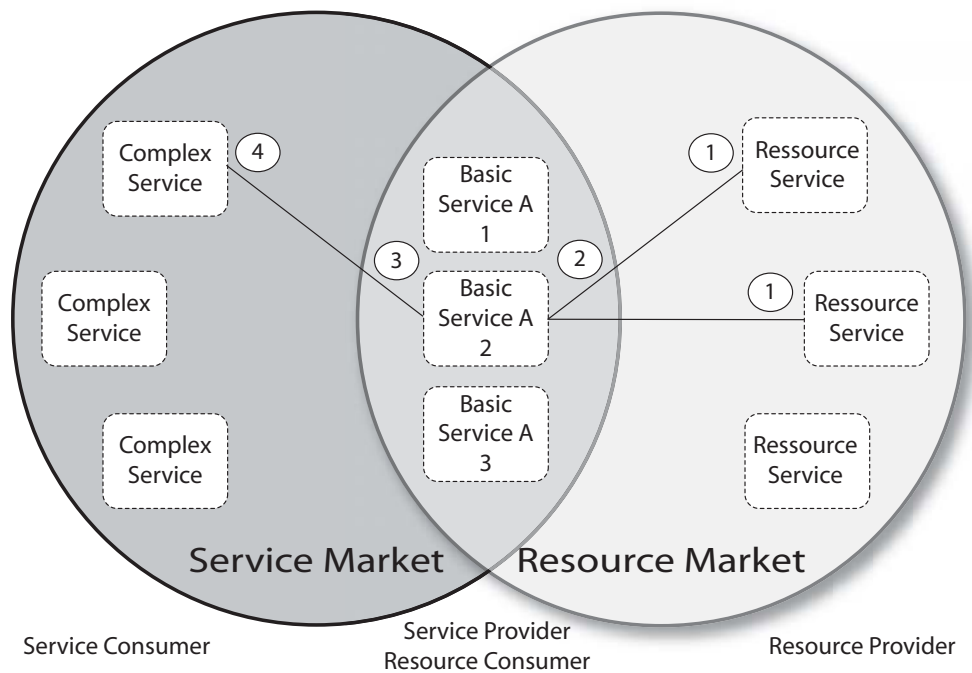 Complex
Service
4
Basic
Service A
1
1
Ressource
Service
3
2
Complex
Service
Basic
Service A
2
1
Ressource
Service
Complex
Service
Basic
Service A
3
Ressource
Service
Service Market
Resource Market
Service Consumer
Service Provider
Resource Consumer
Resource Provider